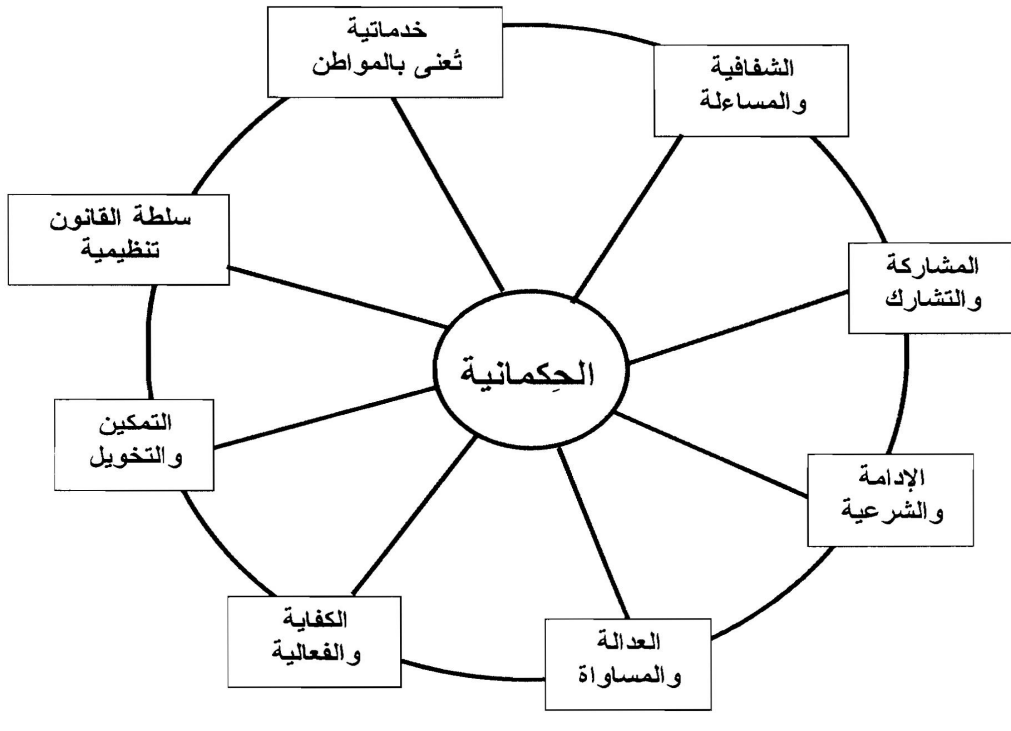 خدماتية
تُعنى بالمواطن
الشفافية
والمساءلة
سلطة القانون
تنظيمية
المشاركة
والتشارك
الحِكمانية
التمكين
والتخويل
الإدامة
والشرعية
الكفاية
والفعالية
العدالة
والمساواة